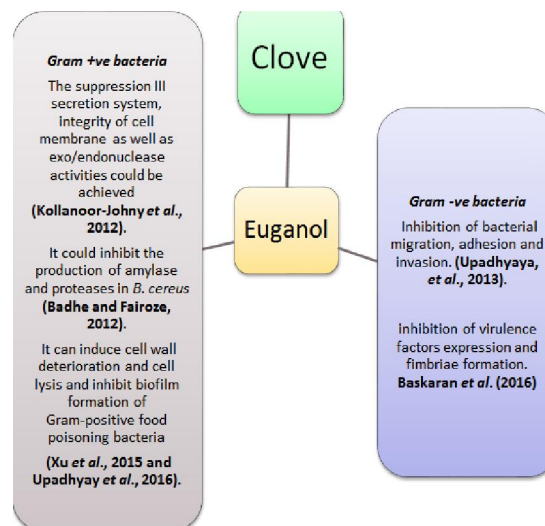 Clove
Euganol
Gram +ve bacteria
The suppression III
secretion system,
integrity of cell
membrane as well as
exo/endonuclease
activities could be
achieved
(Kollanoor-Johny et al.,
2012).
It could inhibit the
production of amylase
and proteases in B. cereus
(Badhe and Fairoze,
2012).
It can induce cell wall
deterioration and cell
lysis and inhibit biofilm
formation of
Gram-positive food
poisoning bacteria
(Xu et al., 2015 and
Upadhyay et al., 2016).
Gram -ve bacteria
Inhibition of bacterial
migration, adhesion and
invasion. (Upadhyaya,
et al., 2013).
Inhibition of virulence
factors expression and
fimbriae formation.
Baskaran et al. (2016)